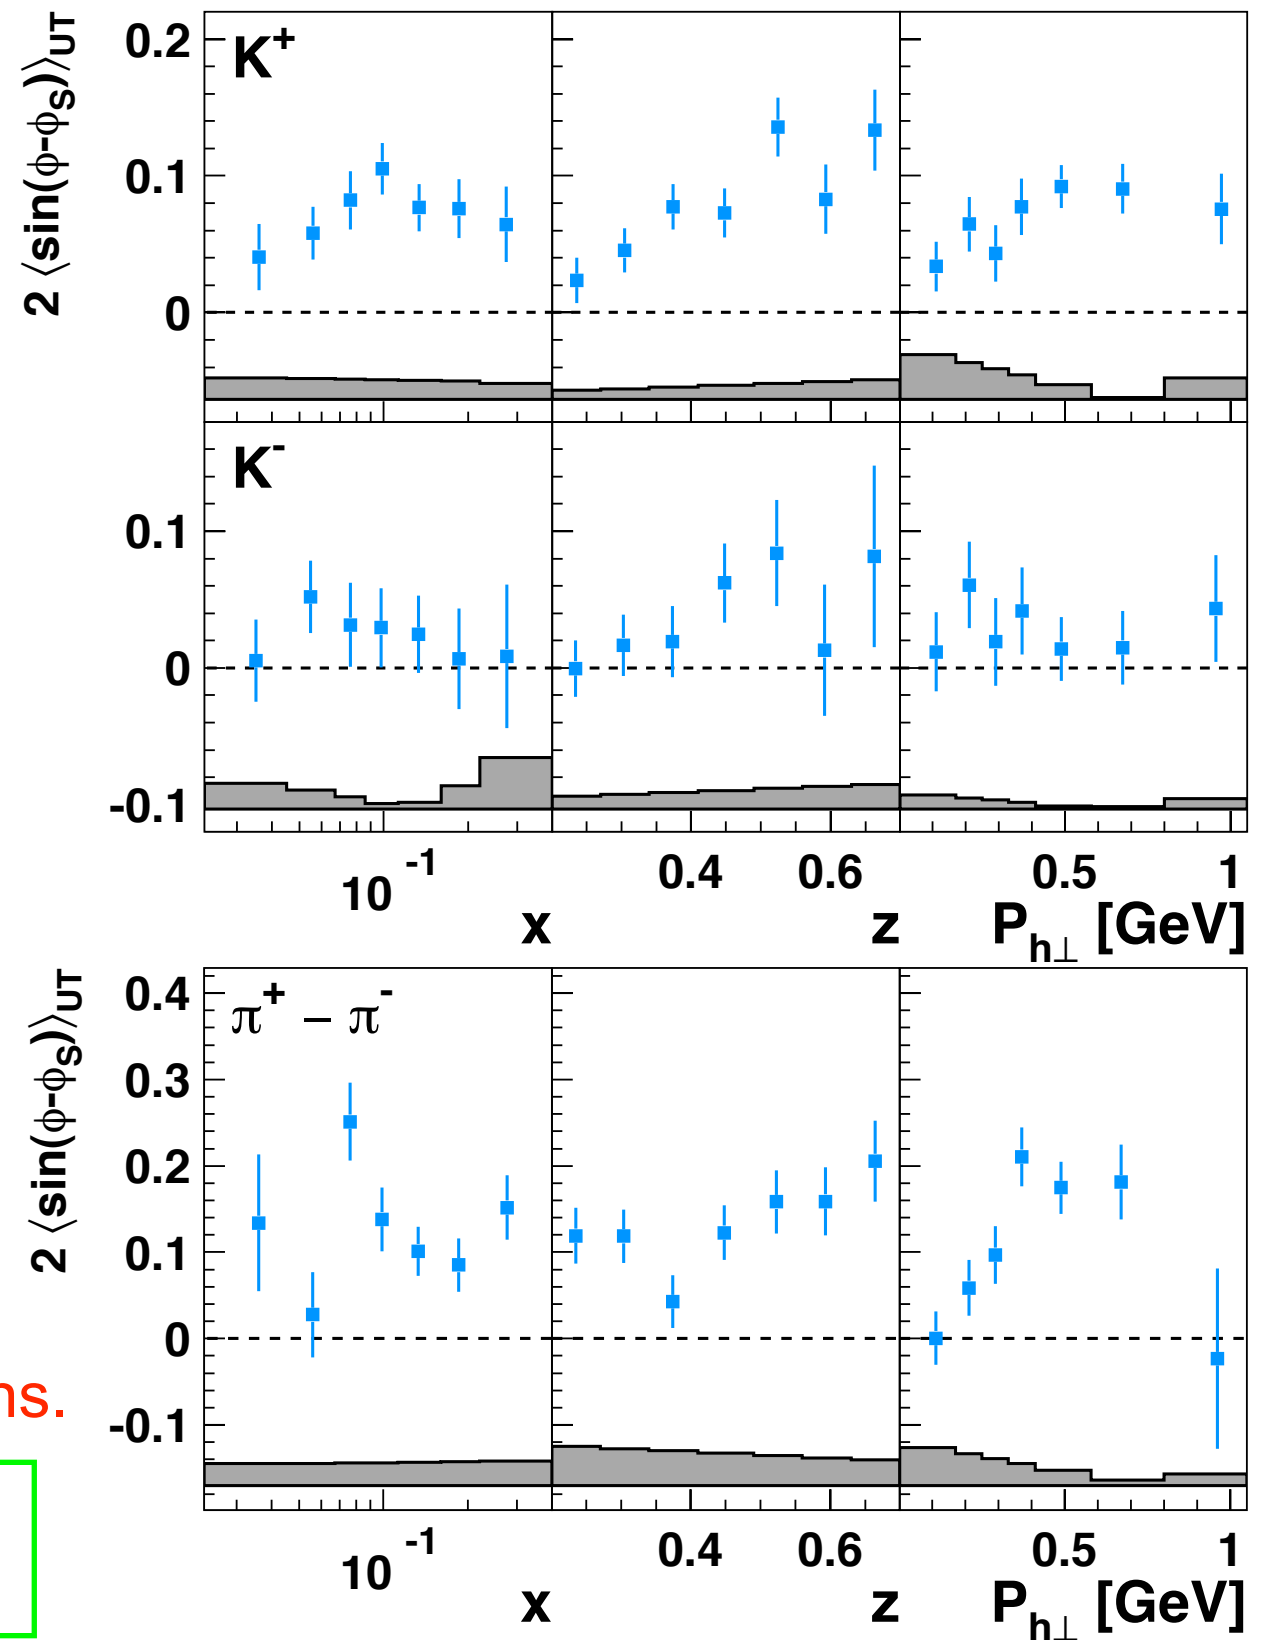 2 ⟨sin(ϕ-ϕS)⟩UT
K+
0.2
0.1
0
K-
0.1
0
-0.1
10-1
0.4 0.6
0.5 1
x z Ph⊥ [GeV]
2 ⟨sin(ϕ-ϕS)⟩UT
π+ – π-
0.4
0.3
0.2
0.1
0
-0.1
ns.
10-1
0.4 0.6
0.5 1
x z Ph⊥ [GeV]